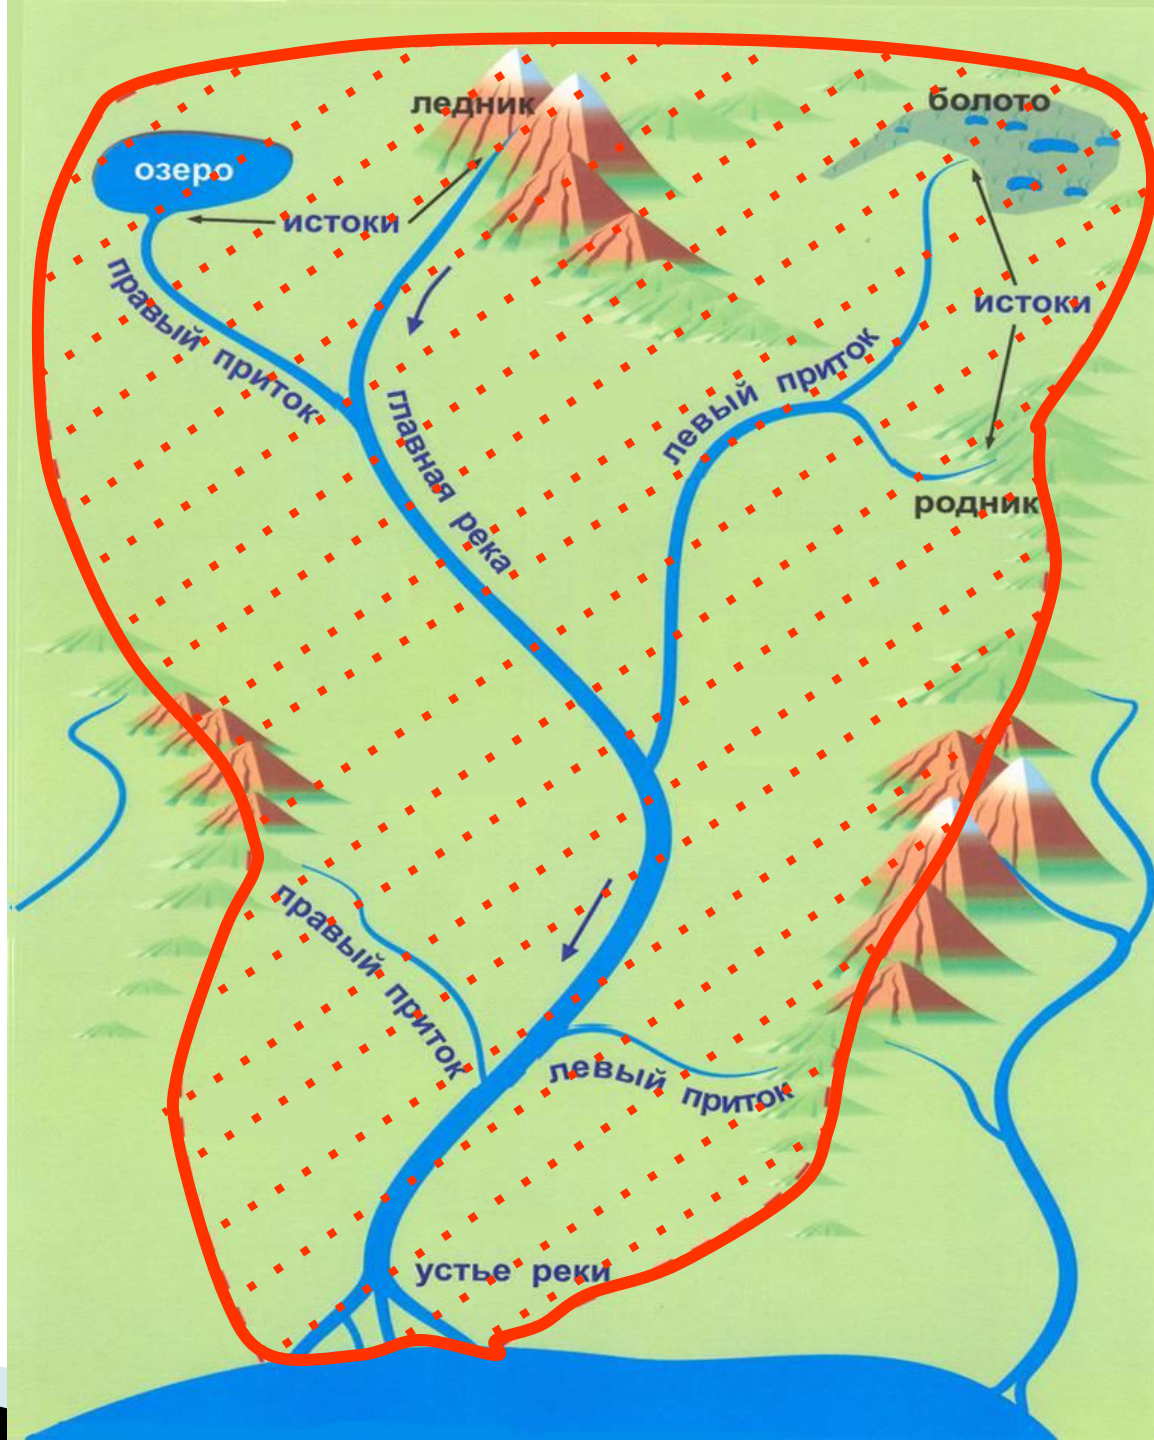 ледник
болото
озеро
истоки
правый приток
истоки
левый приток
главная река
родник
правый приток
левый приток
устье реки